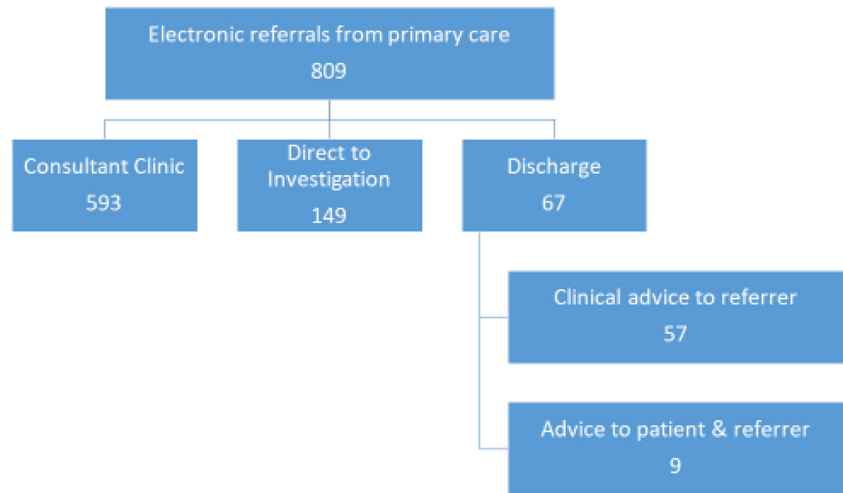 Electronic referrals from primary care
809
Consultant Clinic
593
Direct to
Investigation
149
Discharge
67
Clinical advice to referrer
57
Advice to patient & referrer
9